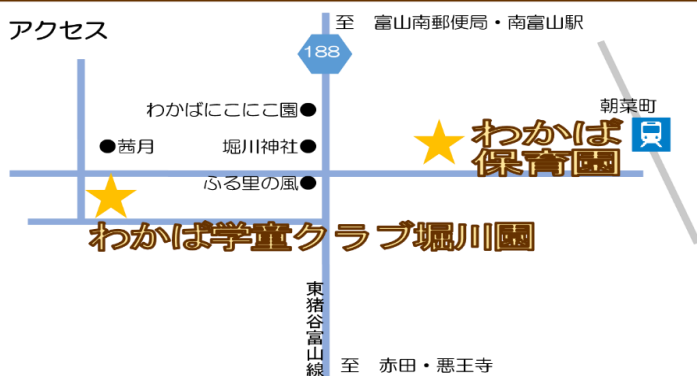 アクセス
至 富山南郵便局・南富山駅
188
朝菜町
わかばにこにこ園
茜月
堀川神社
わかば
保育園
ふる里の風
わかば学童クラブ堀川園
東猪谷富山線
至 赤田・悪王寺